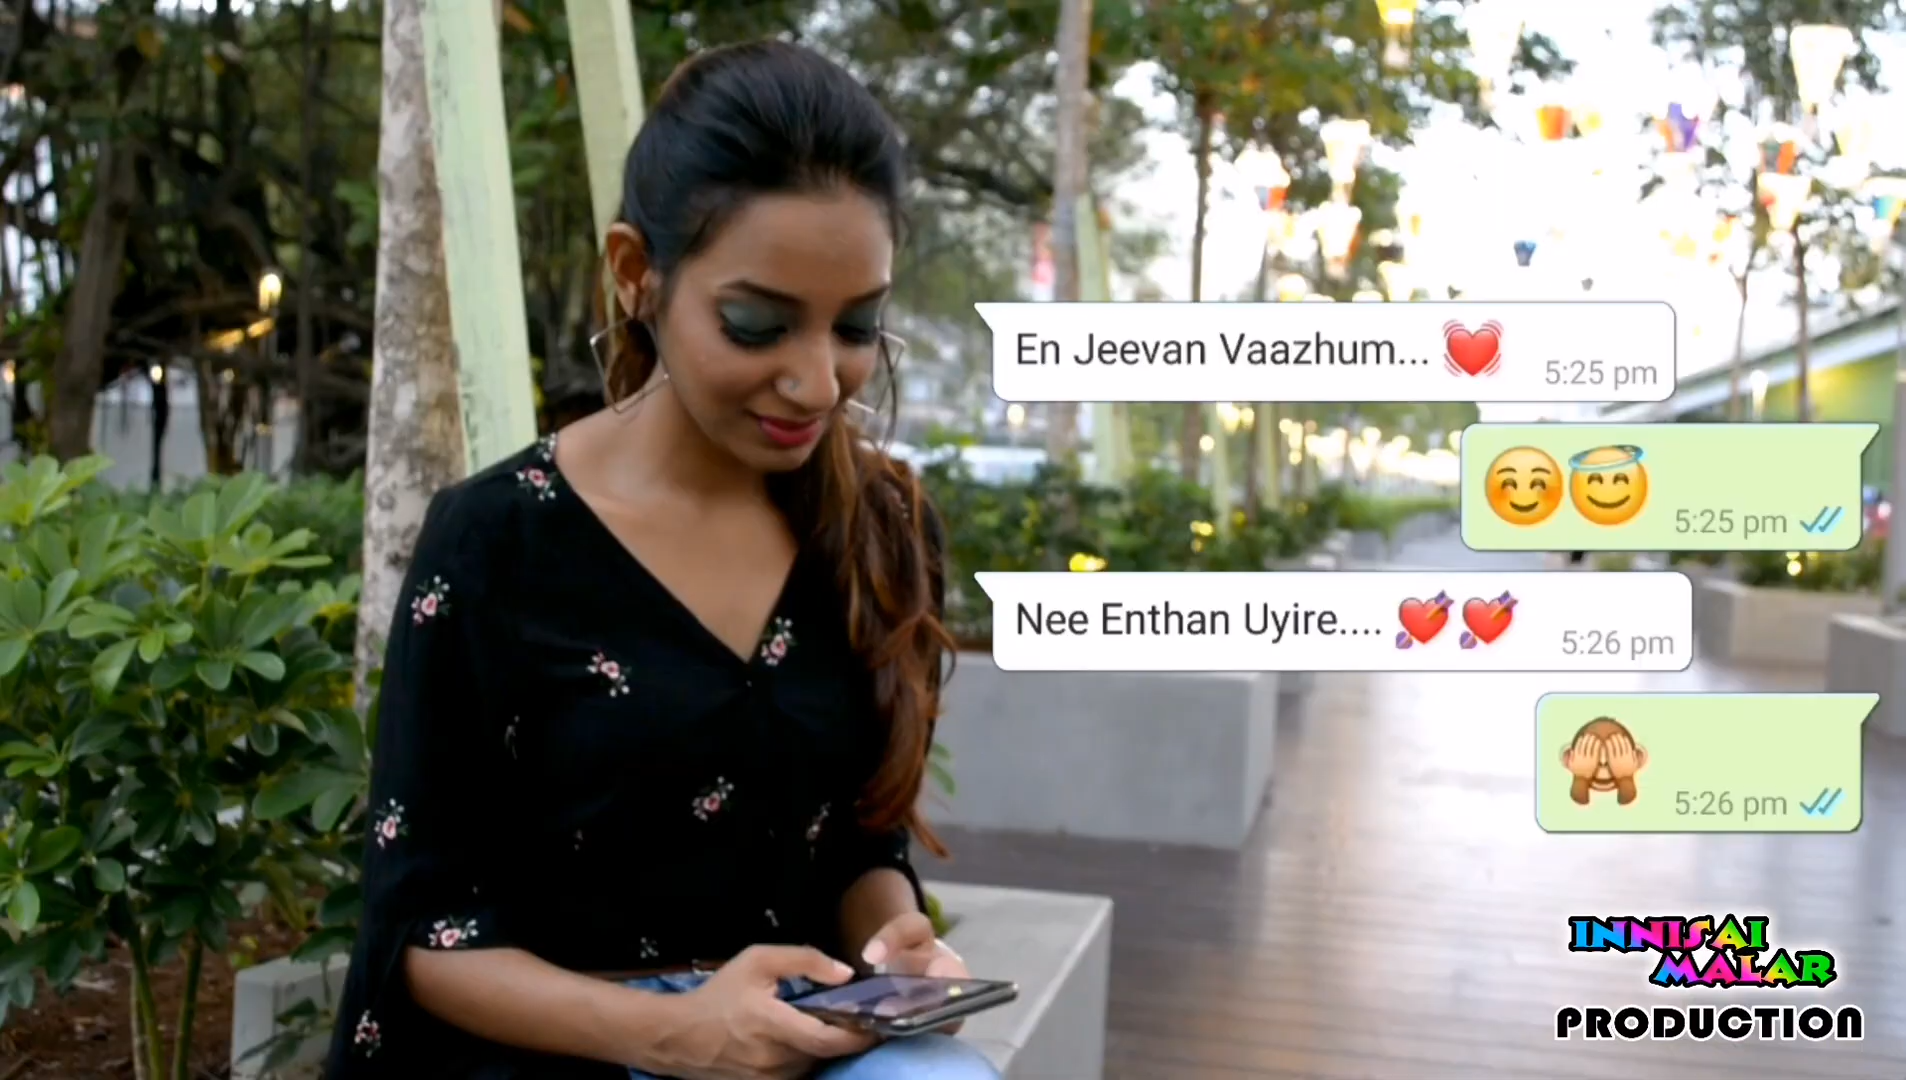 En Jeevan Vaazhum... 💓
5:25 pm
😊😇
5:25 pm
Nee Enthan Uyire.... 💘💘
5:26 pm
🙈
5:26 pm
INNISAI
MALAR
PRODUCTION